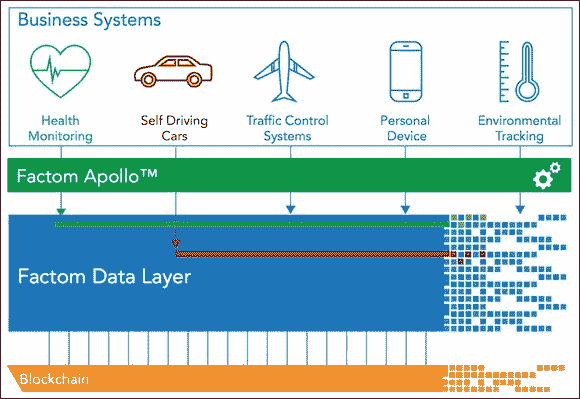 Business Systems
Health
Monitoring
Self Driving
Cars
Traffic Control
Systems
Personal
Device
Environmental
Tracking
Factom Apollo™
Factom Data Layer
Blockchain